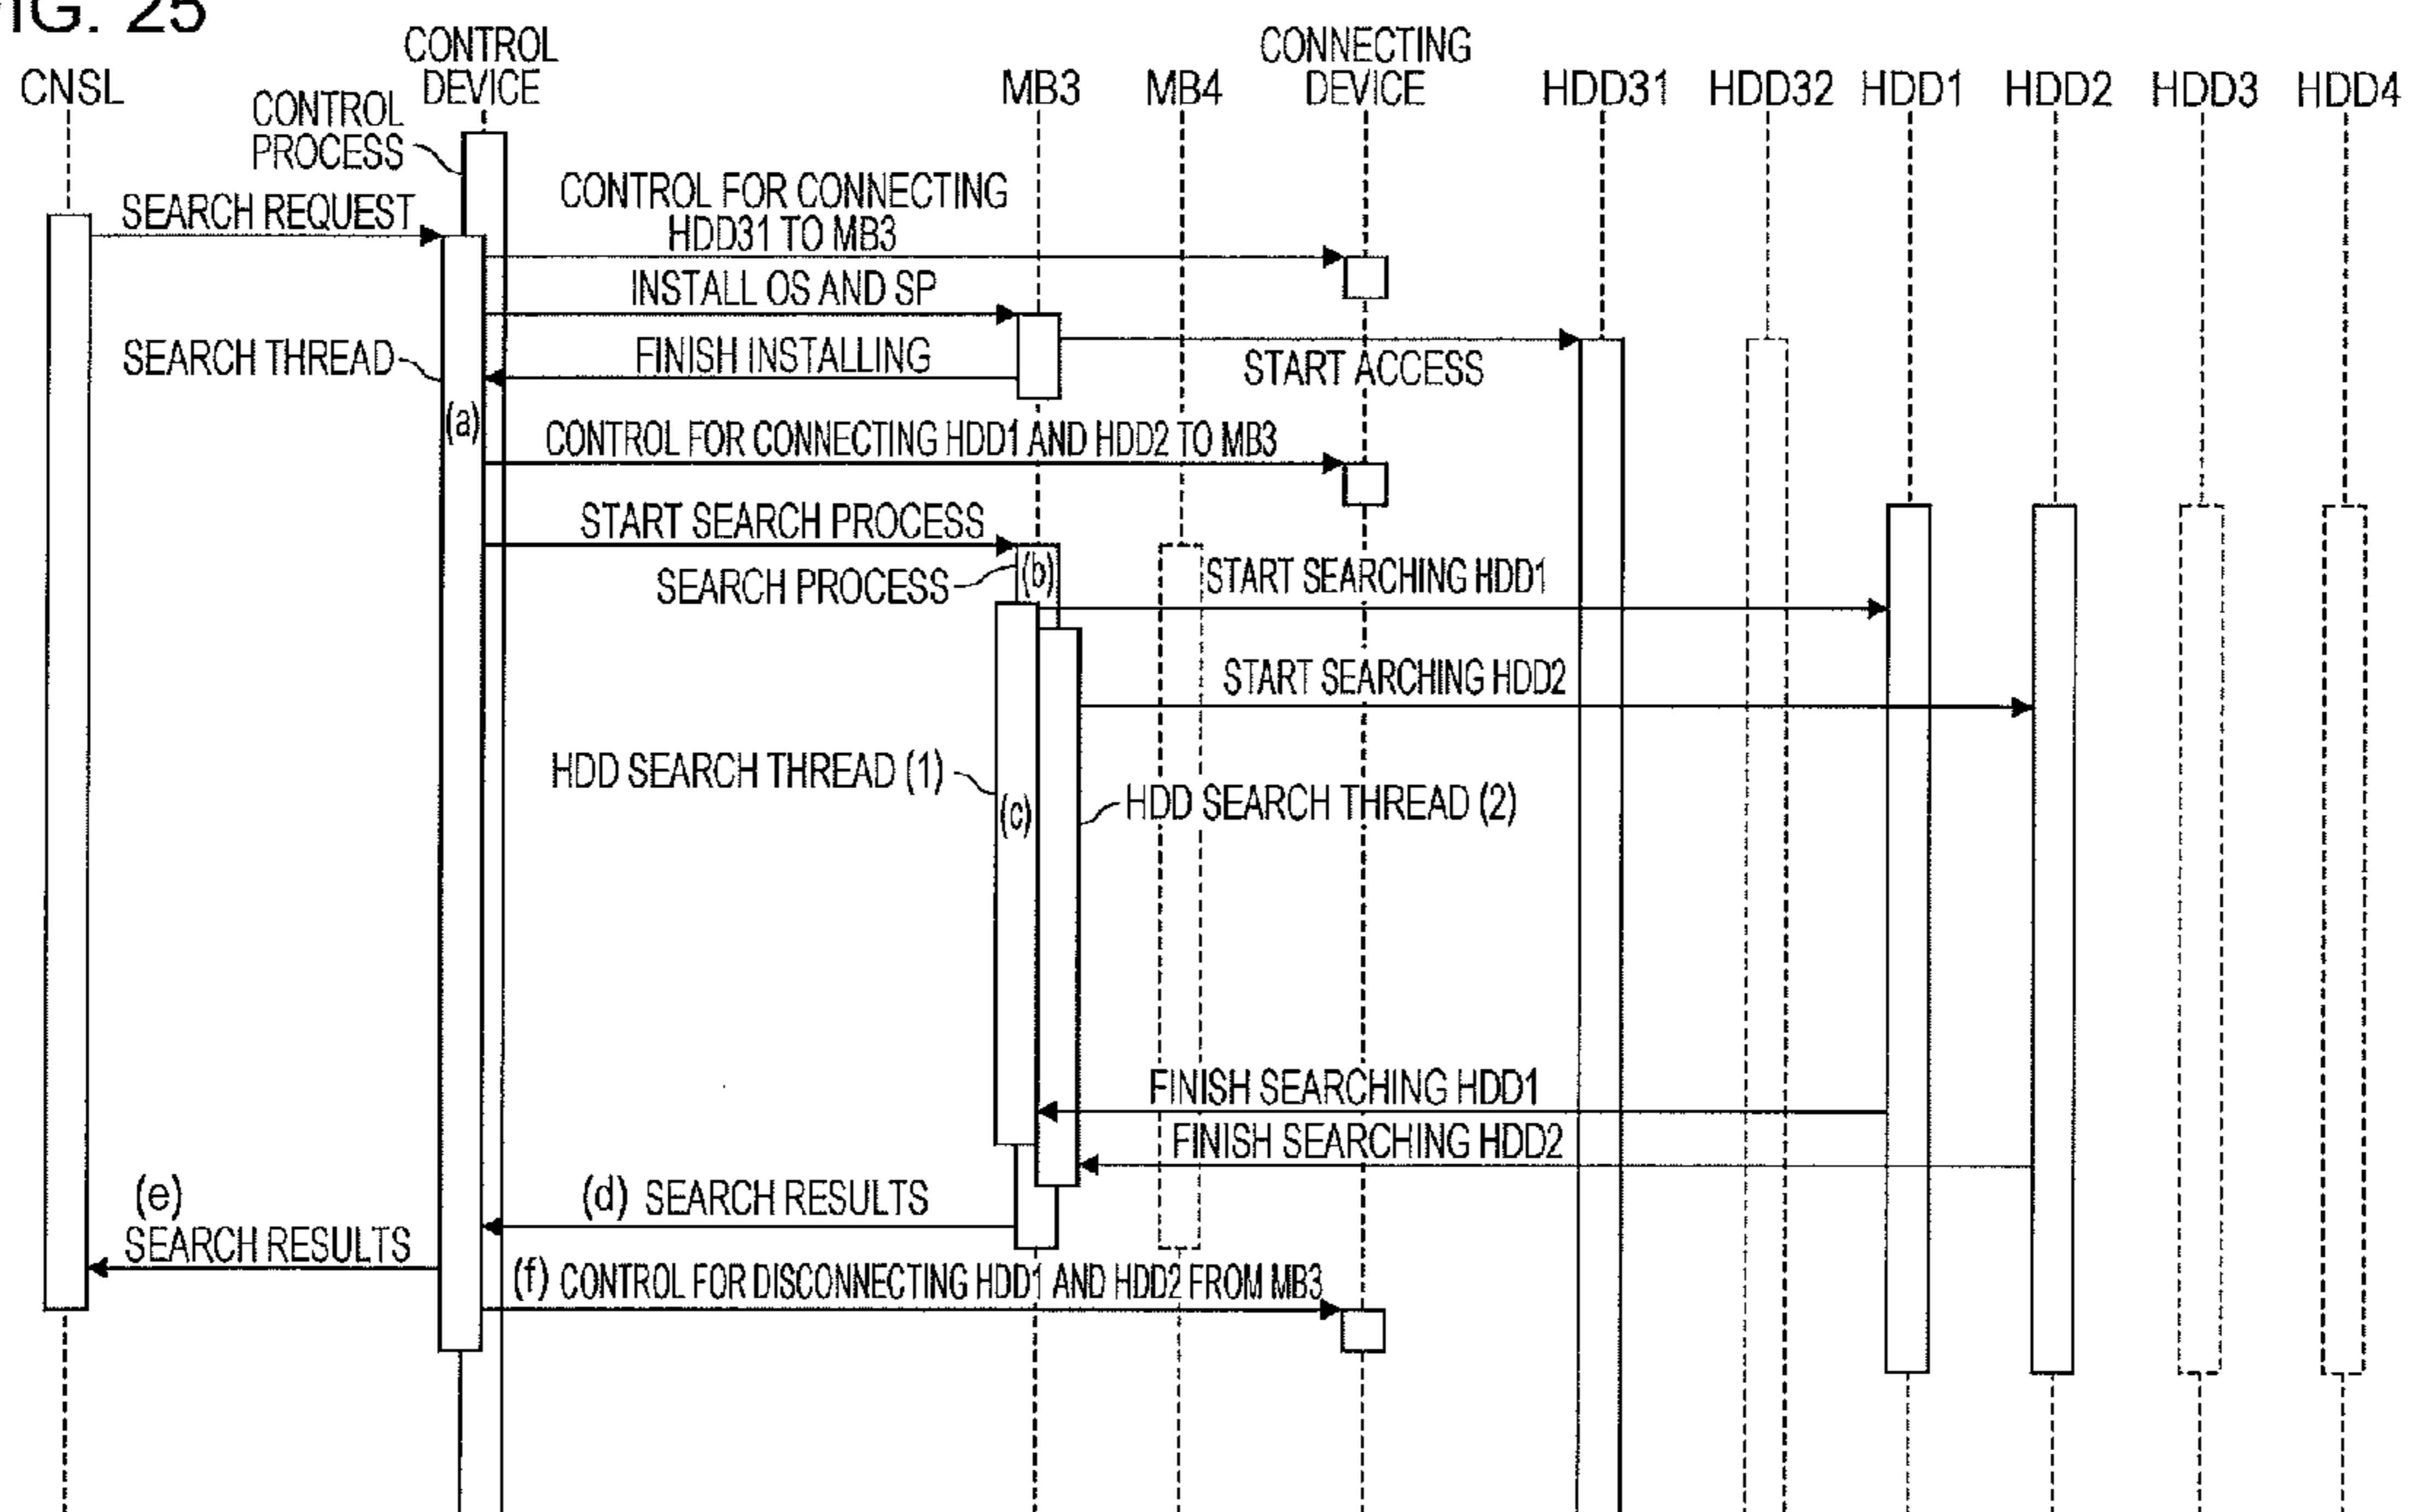 FIG. 25
CNSL
CONTROL
DEVICE
MB3
MB4
CONNECTING
DEVICE
HDD31
HDD32
HDD1
HDD2
HDD3
HDD4
CONTROL
PROCESS
SEARCH REQUEST
CONTROL FOR CONNECTING
HDD31 TO MB3
INSTALL OS AND SP
SEARCH THREAD
FINISH INSTALLING
START ACCESS
(a)
CONTROL FOR CONNECTING HDD1 AND HDD2 TO MB3
START SEARCH PROCESS
SEARCH PROCESS
(b)
START SEARCHING HDD1
START SEARCHING HDD2
HDD SEARCH THREAD (1)
(c)
HDD SEARCH THREAD (2)
FINISH SEARCHING HDD1
FINISH SEARCHING HDD2
(d) SEARCH RESULTS
(e)
SEARCH RESULTS
(f) CONTROL FOR DISCONNECTING HDD1 AND HDD2 FROM MB3